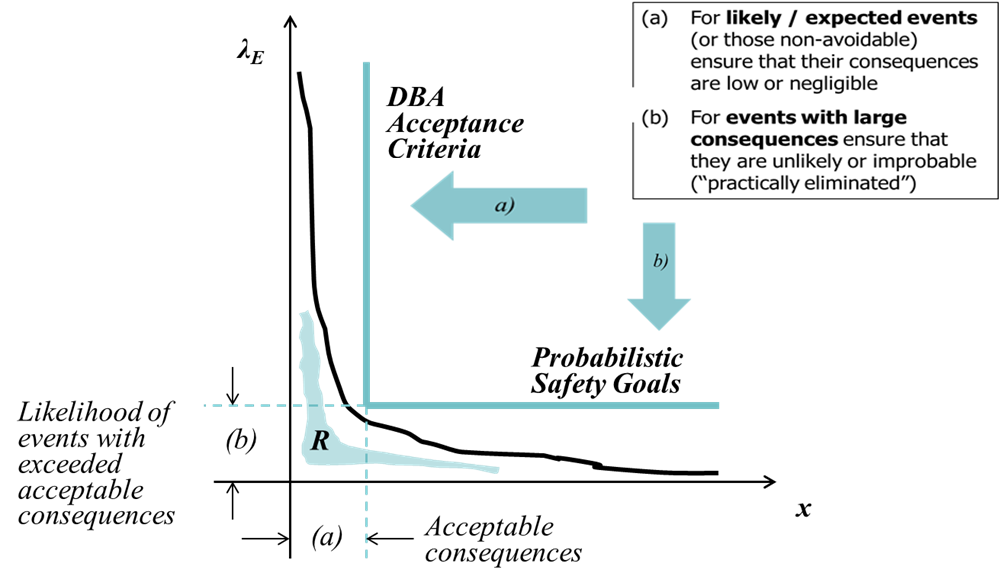 λE
DBA
Acceptance
Criteria
(a) For likely / expected events
(or those non-avoidable)
ensure that their consequences
are low or negligible
(b) For events with large
consequences ensure that
they are unlikely or improbable
(“practically eliminated”)
a)
b)
Probabilistic
Safety Goals
Likelihood of
events with
exceeded
acceptable
consequences
(b)
R
x
(a)
Acceptable
consequences